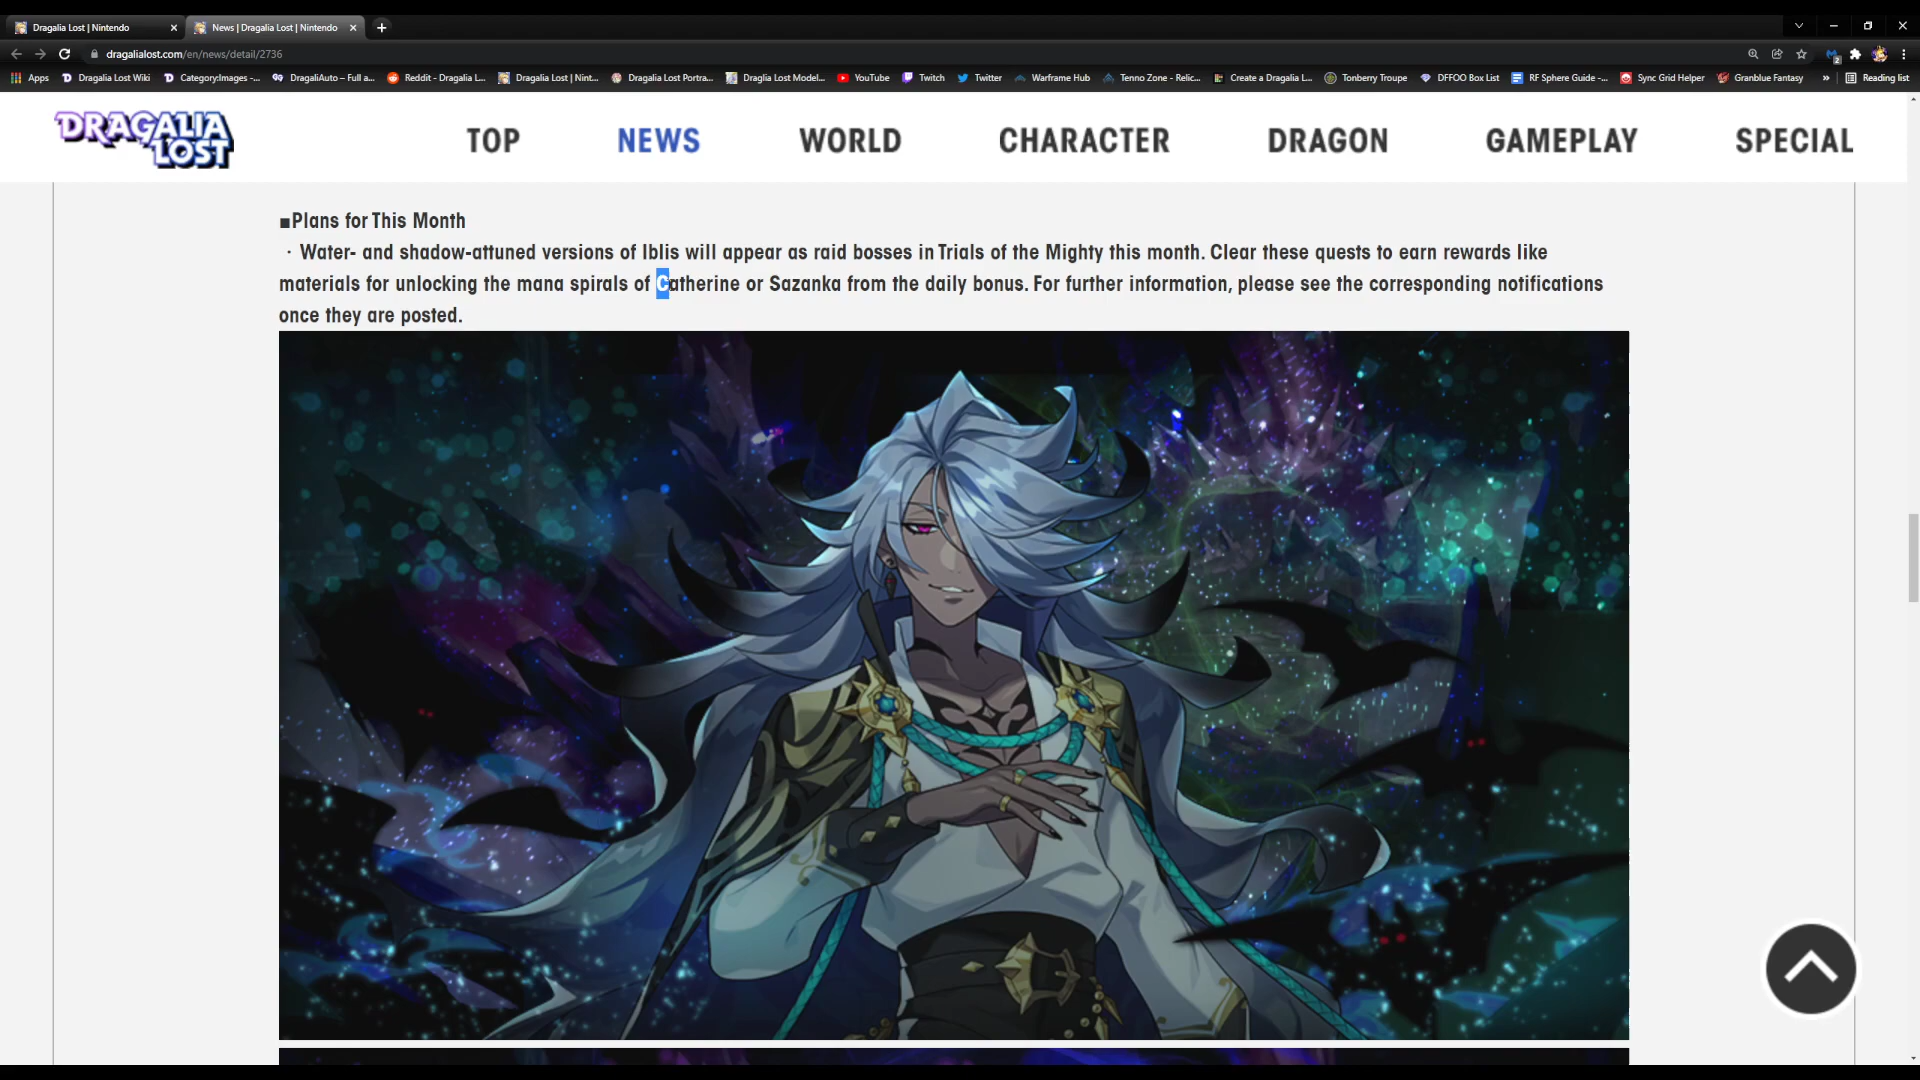 Dragalia Lost | Nintendo
News | Dragalia Lost | Nintendo
dragalialost.com/en/news/detail/2736
Apps
Dragalia Lost Wiki
Category:Images -...
DragaliAuto – Full a...
Reddit - Dragalia L...
Dragalia Lost | Nint...
Dragalia Lost Portra...
Draglia Lost Model...
YouTube
Twitch
Twitter
Warframe Hub
Tenno Zone - Relic...
Create a Dragalia L...
Tonberry Troupe
DFFOO Box List
RF Sphere Guide -...
Sync Grid Helper
Granblue Fantasy
»
Reading list
2
DRAGALIA LOST
TOP
NEWS
WORLD
CHARACTER
DRAGON
GAMEPLAY
SPECIAL
■Plans for This Month
・Water- and shadow-attuned versions of Iblis will appear as raid bosses in Trials of the Mighty this month. Clear these quests to earn rewards like
materials for unlocking the mana spirals of Catherine or Sazanka from the daily bonus. For further information, please see the corresponding notifications
once they are posted.